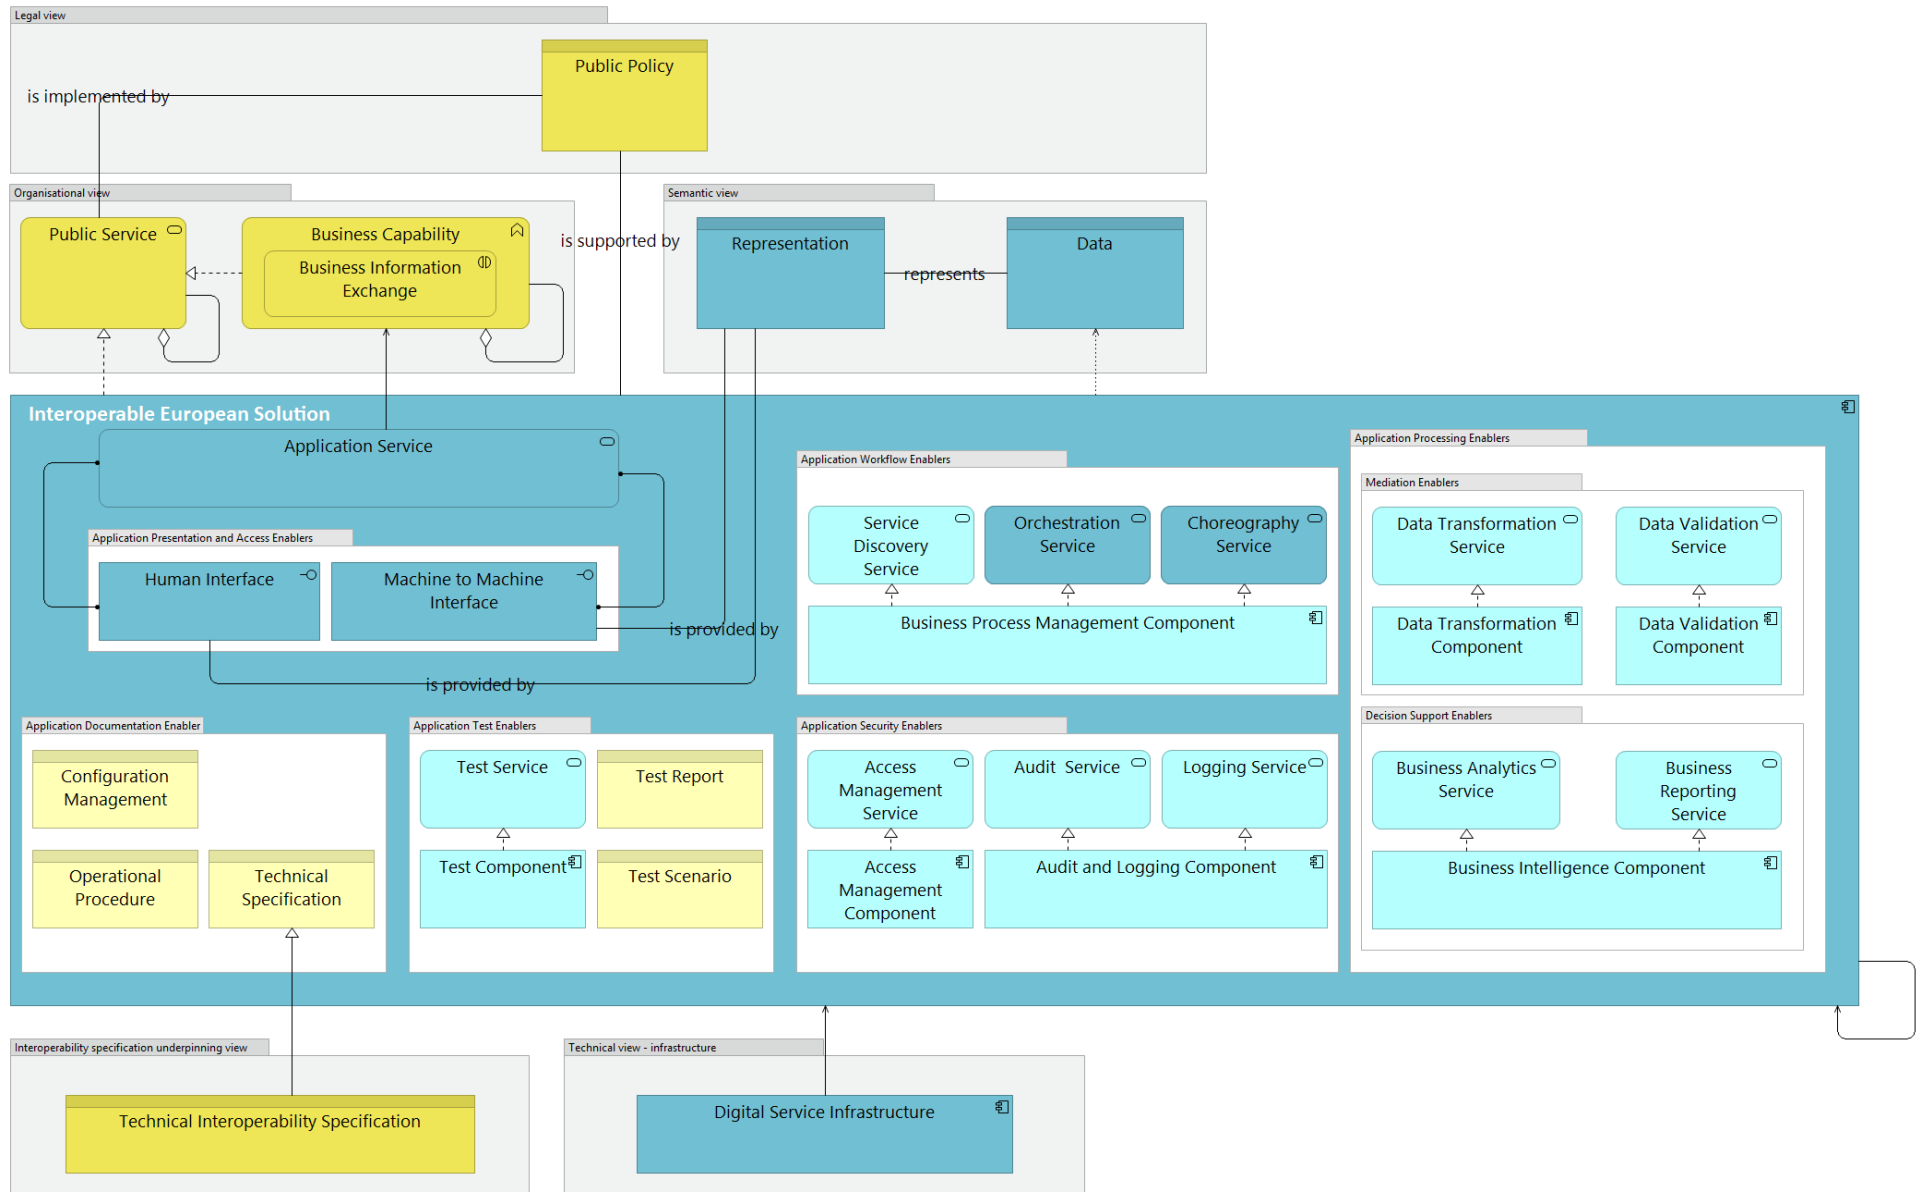 Legal view
Public Policy
is implemented by
Organisational view
Public Service
Business Capability
Business Information
Exchange
is supported by
Semantic view
Representation
represents
Data
Interoperable European Solution
Application Service
Application Presentation and Access Enablers
Human Interface
Machine to Machine
Interface
is provided by
is provided by
Application Workflow Enablers
Service
Discovery
Service
Orchestration
Service
Choreography
Service
Business Process Management Component
Application Processing Enablers
Mediation Enablers
Data Transformation
Service
Data Validation
Service
Data Transformation
Component
Data Validation
Component
Decision Support Enablers
Business Analytics
Service
Business
Reporting
Service
Business Intelligence Component
Application Documentation Enabler
Configuration
Management
Operational
Procedure
Technical
Specification
Application Test Enablers
Test Service
Test Report
Test Component
Test Scenario
Application Security Enablers
Access
Management
Service
Audit  Service
Logging Service
Access
Management
Component
Audit and Logging Component
Interoperability specification underpinning view
Technical Interoperability Specification
Technical view - infrastructure
Digital Service Infrastructure